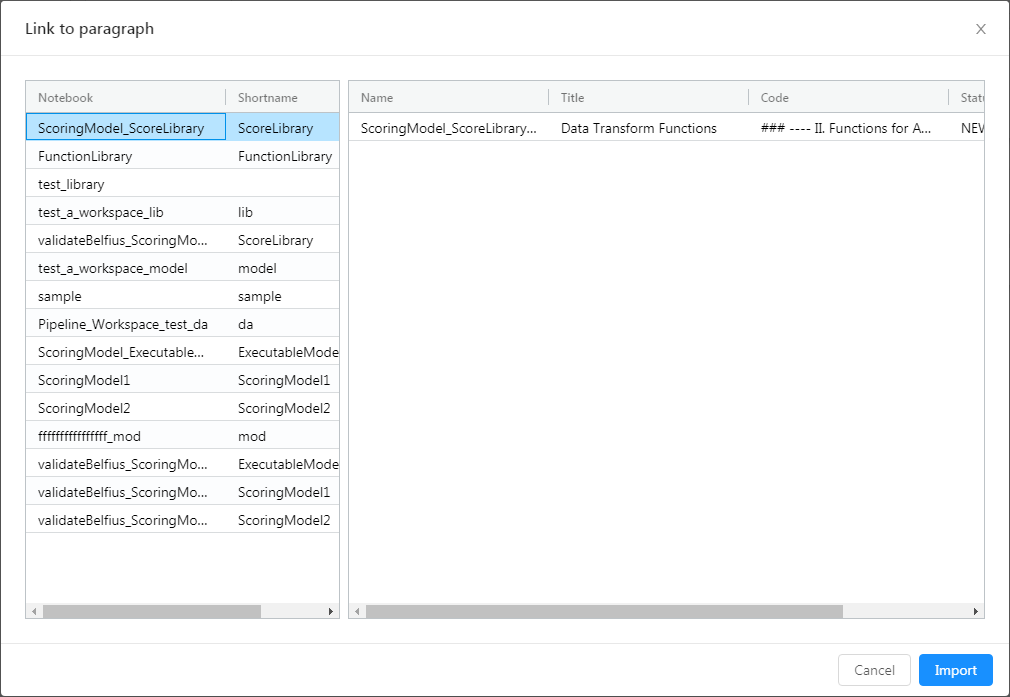 Link to paragraph
Notebook Shortname Name Title Code Statu
ScoringModel_ScoreLibrary ScoreLibrary ScoringModel_ScoreLibrary... Data Transform Functions ### ---- II. Functions for A... NEW
FunctionLibrary FunctionLibrary
test_library
test_a_workspace_lib lib
validateBelfius_ScoringMo... ScoreLibrary
test_a_workspace_model model
sample sample
Pipeline_Workspace_test_da da
ScoringModel_Executable... ExecutableMode
ScoringModel1 ScoringModel1
ScoringModel2 ScoringModel2
ffffffffffffffff_mod mod
validateBelfius_ScoringMo... ExecutableMode
validateBelfius_ScoringMo... ScoringModel1
validateBelfius_ScoringMo... ScoringModel2
Cancel Import